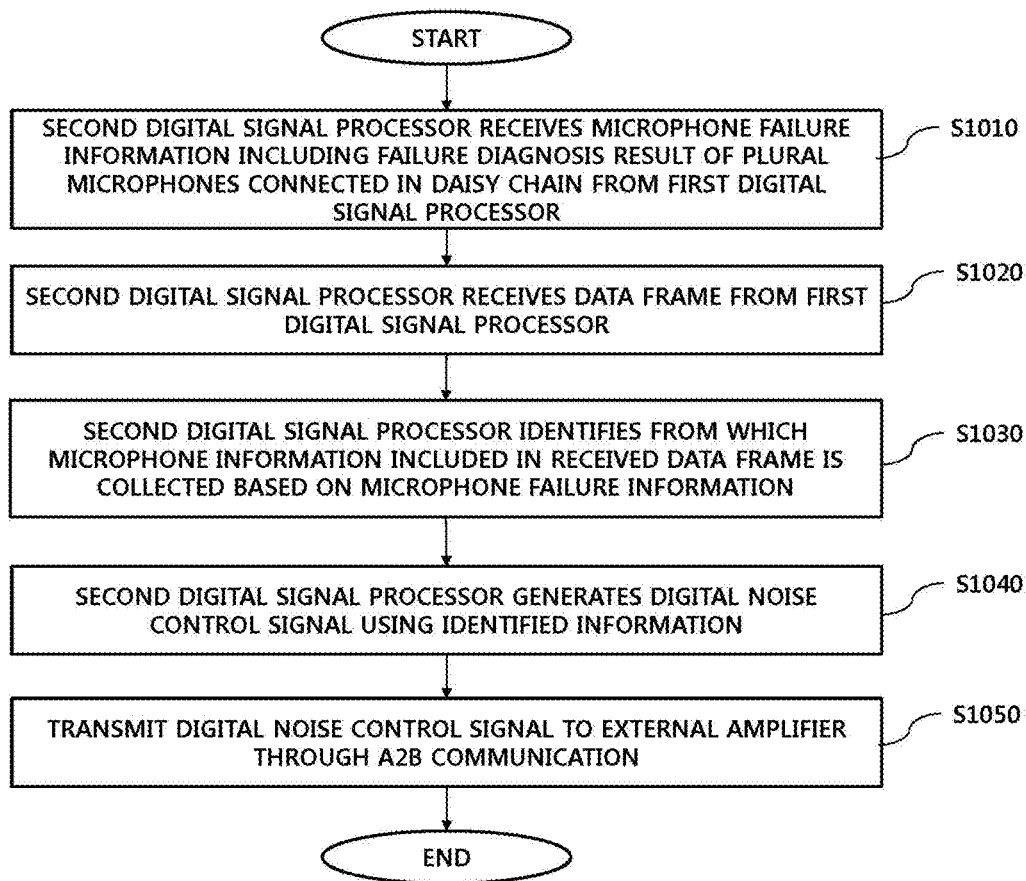 START
SECOND DIGITAL SIGNAL PROCESSOR RECEIVES MICROPHONE FAILURE
INFORMATION INCLUDING FAILURE DIAGNOSIS RESULT OF PLURAL
MICROPHONES CONNECTED IN DAISY CHAIN FROM FIRST DIGITAL
SIGNAL PROCESSOR
S1010
SECOND DIGITAL SIGNAL PROCESSOR RECEIVES DATA FRAME FROM FIRST
DIGITAL SIGNAL PROCESSOR
S1020
SECOND DIGITAL SIGNAL PROCESSOR IDENTIFIES FROM WHICH
MICROPHONE INFORMATION INCLUDED IN RECEIVED DATA FRAME IS
COLLECTED BASED ON MICROPHONE FAILURE INFORMATION
S1030
SECOND DIGITAL SIGNAL PROCESSOR GENERATES DIGITAL NOISE
CONTROL SIGNAL USING IDENTIFIED INFORMATION
S1040
TRANSMIT DIGITAL NOISE CONTROL SIGNAL TO EXTERNAL AMPLIFIER
THROUGH A2B COMMUNICATION
S1050
END